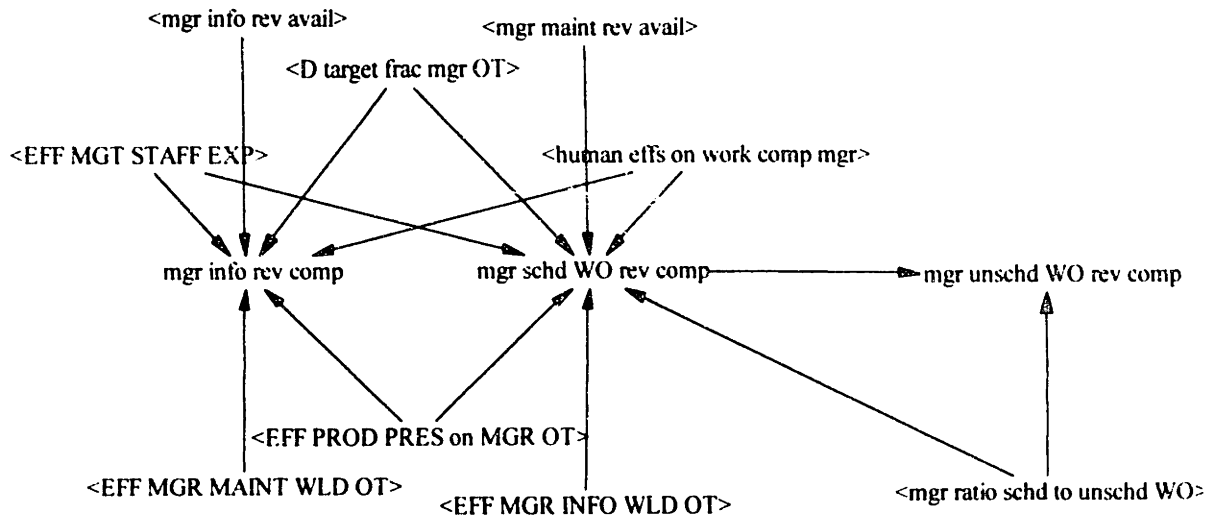 <mgr info rev avail>
<mgr maint rev avail>
<D target frac mgr OT>
<EFF MGT STAFF EXP>
<human effs on work comp mgr>
mgr info rev comp
mgr schd WO rev comp
mgr unschd WO rev comp
<EFF PROD PRES on MGR OT>
<EFF MGR MAINT WLD OT>
<EFF MGR INFO WLD OT>
<mgr ratio schd to unschd WO>